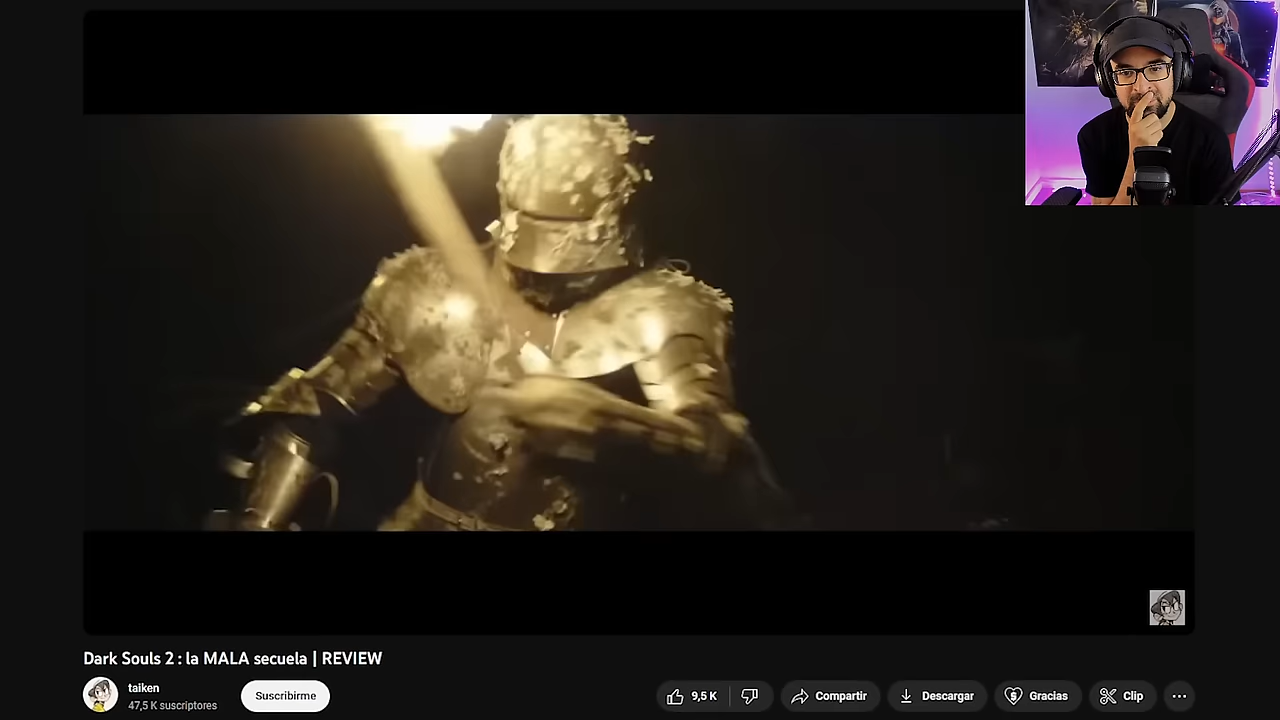 Dark Souls 2 : la MALA secuela | REVIEW
taiken
47,5 K suscriptores
Suscribirme
9,5 K
Compartir
Descargar
Gracias
Clip